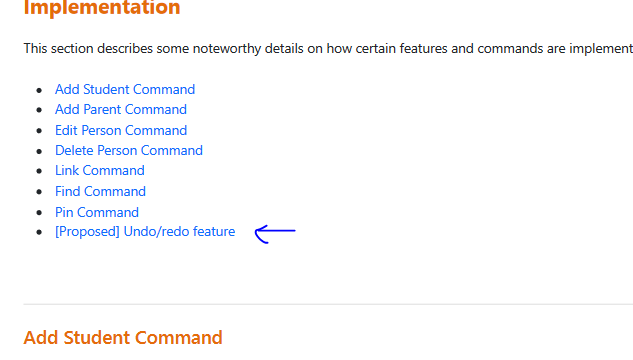 Implementation
This section describes some noteworthy details on how certain features and commands are implement
Add Student Command
Add Parent Command
Edit Person Command
Delete Person Command
Link Command
Find Command
Pin Command
[Proposed] Undo/redo feature
Add Student Command